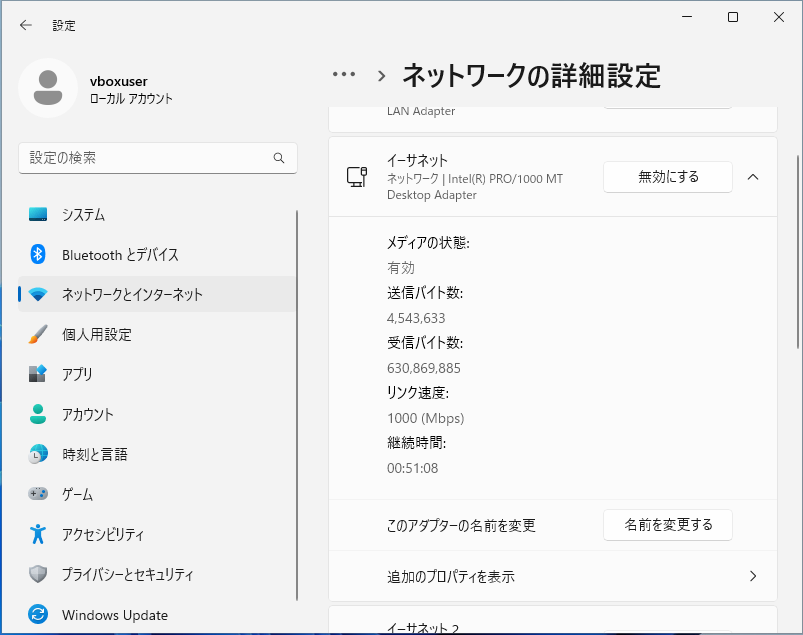 設定
vboxuser
ローカル アカウント
設定の検索
システム
Bluetooth とデバイス
ネットワークとインターネット
個人用設定
アプリ
アカウント
時刻と言語
ゲーム
アクセシビリティ
プライバシーとセキュリティ
Windows Update
… > ネットワークの詳細設定
LAN Adapter
イーサネット
ネットワーク | Intel(R) PRO/1000 MT
Desktop Adapter
無効にする
メディアの状態:
有効
送信バイト数:
4,543,633
受信バイト数:
630,869,885
リンク速度:
1000 (Mbps)
継続時間:
00:51:08
このアダプターの名前を変更
名前を変更する
追加のプロパティを表示
イーサネット 2